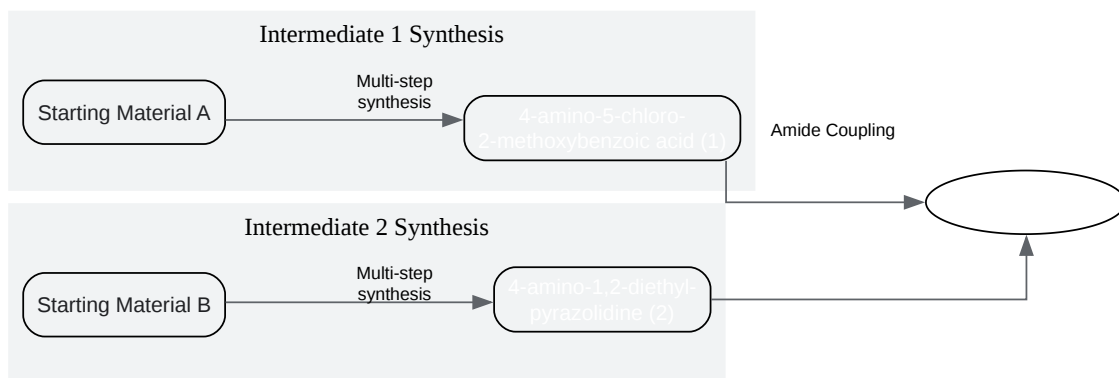 Intermediate 1 Synthesis
Multi-step
synthesis
Starting Material A
4-amino-5-chloro-
2-methoxybenzoic acid (1)
Amide Coupling
Intermediate 2 Synthesis
Multi-step
synthesis
Starting Material B
4-amino-1,2-diethyl-
pyrazolidine (2)